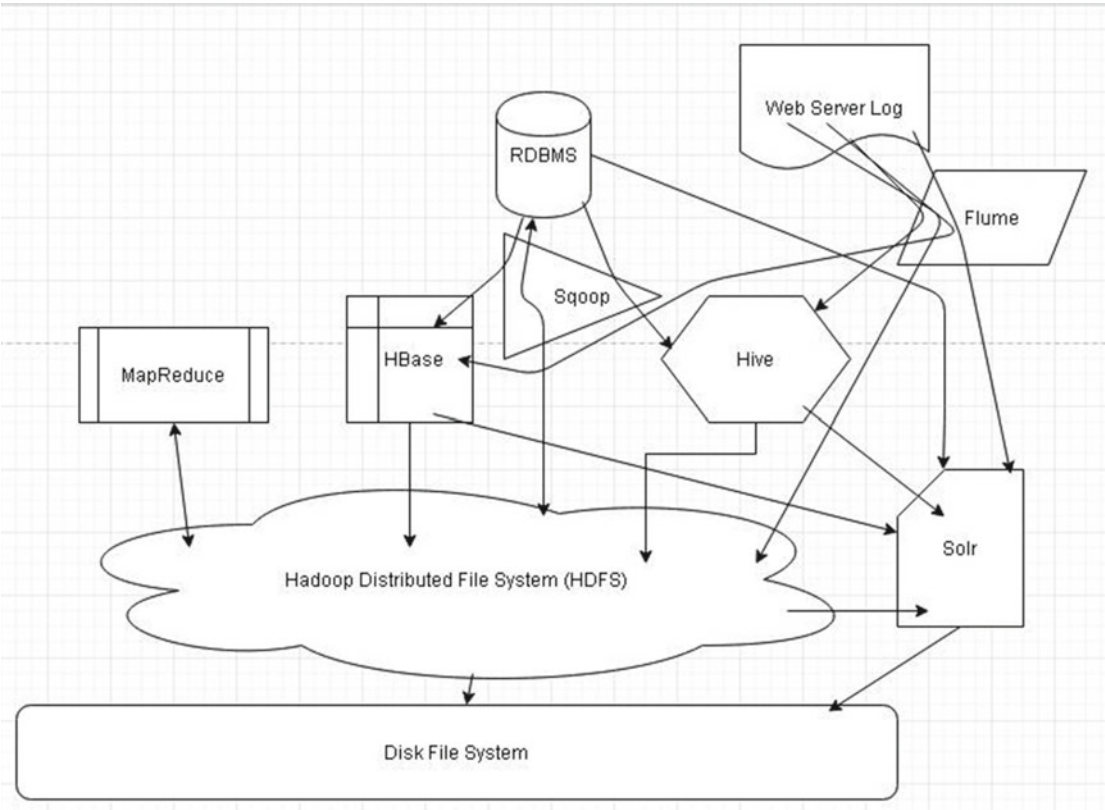 Web Server Log
RDBMS
Flume
Sqoop
HBase
Hive
MapReduce
Solr
Hadoop Distributed File System (HDFS)
Disk File System